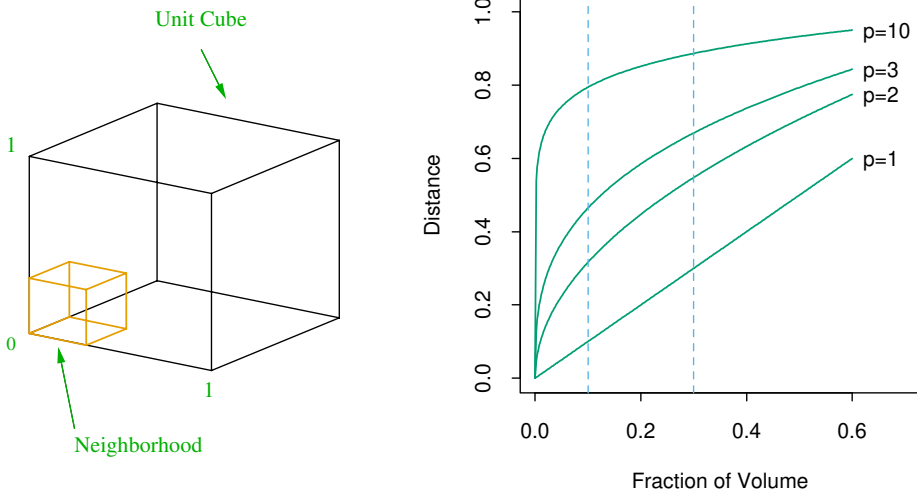 Unit Cube
1
0
1
Neighborhood
Distance
1.0
0.8
0.6
0.4
0.2
0.0
p=10
p=3
p=2
p=1
0.0 0.2 0.4 0.6
Fraction of Volume